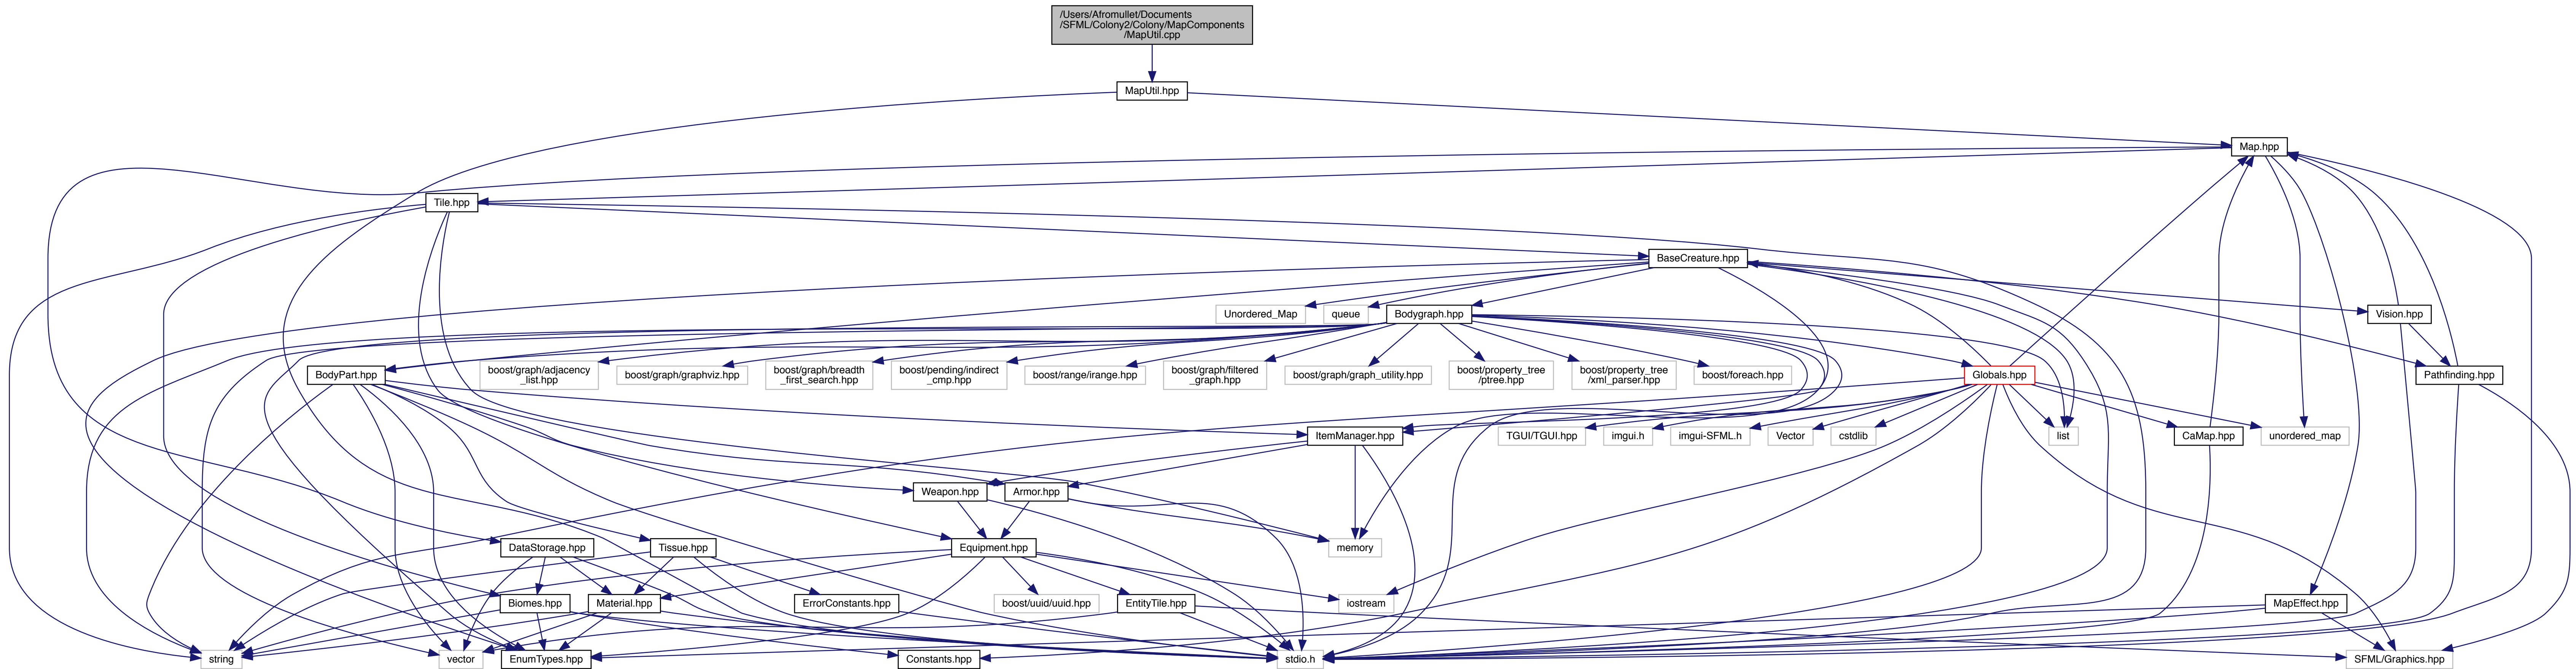 /Users/Afromullet/Documents
/SFML/Colony2/Colony/MapComponents
/MapUtil.cpp
MapUtil.hpp
Map.hpp
Tile.hpp
BaseCreature.hpp
Unordered_Map
queue
Bodygraph.hpp
Vision.hpp
BodyPart.hpp
boost/graph/adjacency
_list.hpp
boost/graph/graphviz.hpp
boost/graph/breadth
_first_search.hpp
boost/pending/indirect
_cmp.hpp
boost/range/irange.hpp
boost/graph/filtered
_graph.hpp
boost/graph/graph_utility.hpp
boost/property_tree
/ptree.hpp
boost/property_tree
/xml_parser.hpp
boost/foreach.hpp
Globals.hpp
Pathfinding.hpp
ItemManager.hpp
TGUI/TGUI.hpp
imgui.h
imgui-SFML.h
Vector
cstdlib
list
CaMap.hpp
unordered_map
Weapon.hpp
Armor.hpp
DataStorage.hpp
Tissue.hpp
Equipment.hpp
memory
Biomes.hpp
Material.hpp
ErrorConstants.hpp
boost/uuid/uuid.hpp
EntityTile.hpp
iostream
MapEffect.hpp
string
vector
EnumTypes.hpp
Constants.hpp
stdio.h
SFML/Graphics.hpp